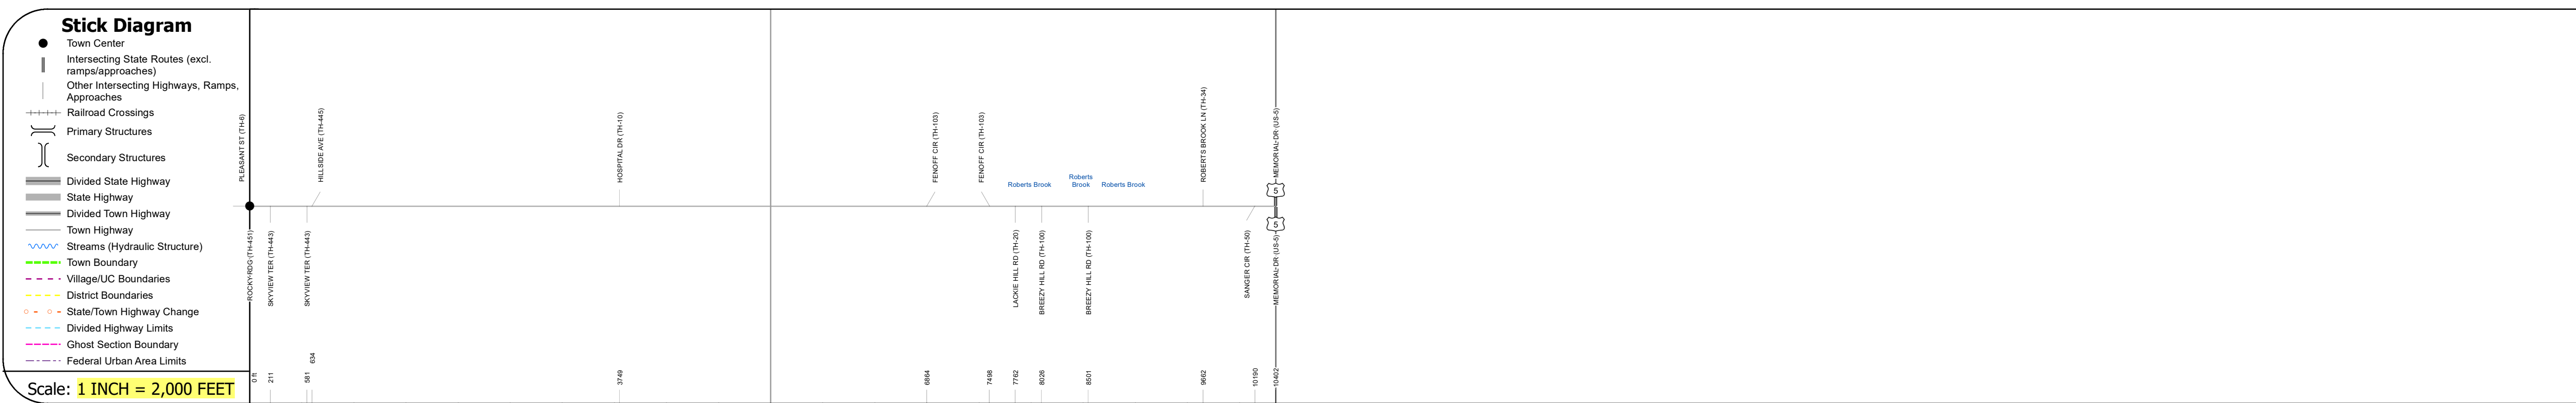 Stick Diagram
Town Center
Intersecting State Routes (excl.
ramps/approaches)
Other Intersecting Highways, Ramps,
Approaches
Railroad Crossings
Primary Structures
Secondary Structures
Divided State Highway
State Highway
Divided Town Highway
Town Highway
Streams (Hydraulic Structure)
Town Boundary
Village/UC Boundaries
District Boundaries
State/Town Highway Change
Divided Highway Limits
Ghost Section Boundary
Federal Urban Area Limits
Scale: 1 INCH = 2,000 FEET
PLEASANT ST (TH-6)
HILLSIDE AVE (TH-445)
HOSPITAL DR (TH-10)
FENOFF CIR (TH-103)
FENOFF CIR (TH-103)
Roberts Brook
Roberts
Brook
Roberts Brook
ROBERTS BROOK LN (TH-34)
MEMORIAL DR (US-5)
5
5
ROCKY RDG (TH-451)
SKYVIEW TER (TH-443)
SKYVIEW TER (TH-443)
LACKIE HILL RD (TH-20)
BREEZY HILL RD (TH-100)
BREEZY HILL RD (TH-100)
SANGER CIR (TH-50)
MEMORIAL DR (US-5)
0 ft
211
581
634
3749
6864
7498
7762
8026
8501
9662
10190
10402